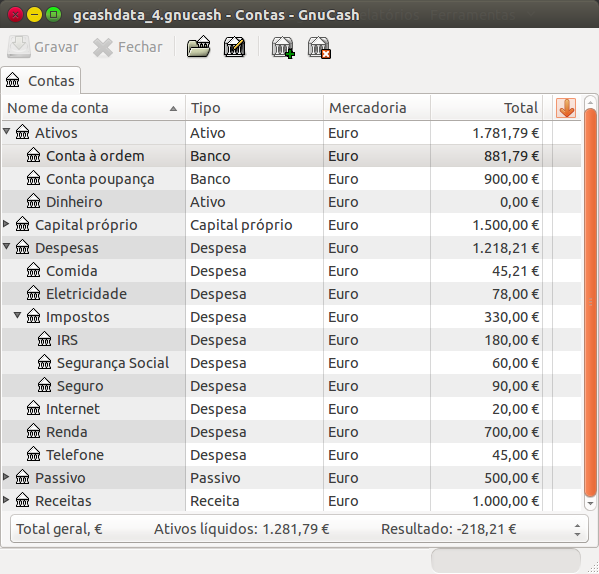 gcashdata_4.gnucash - Contas - GnuCash
Gravar Fechar
Contas
Nome da conta Tipo Mercadoria Total
Ativos Ativo Euro 1.781,79 €
Conta à ordem Banco Euro 881,79 €
Conta poupança Banco Euro 900,00 €
Dinheiro Ativo Euro 0,00 €
Capital próprio Capital próprio Euro 1.500,00 €
Despesas Despesa Euro 1.218,21 €
Comida Despesa Euro 45,21 €
Eletricidade Despesa Euro 78,00 €
Impostos Despesa Euro 330,00 €
IRS Despesa Euro 180,00 €
Segurança Social Despesa Euro 60,00 €
Seguro Despesa Euro 90,00 €
Internet Despesa Euro 20,00 €
Renda Despesa Euro 700,00 €
Telefone Despesa Euro 45,00 €
Passivo Passivo Euro 500,00 €
Receitas Receita Euro 1.000,00 €
Total geral, € Ativos líquidos: 1.281,79 € Resultado: -218,21 €